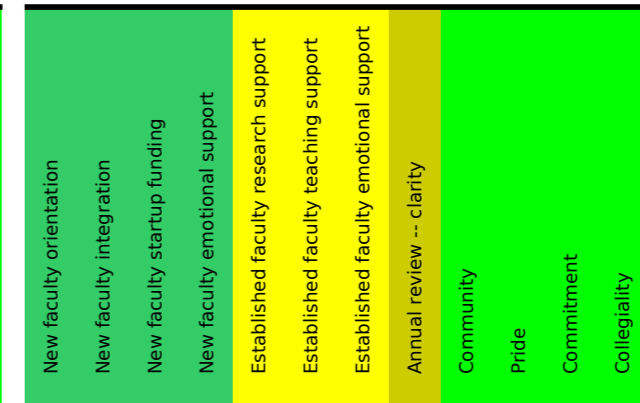 New faculty orientation
New faculty integration
New faculty startup funding
New faculty emotional support
Established faculty research support
Established faculty teaching support
Established faculty emotional support
Annual review -- clarity
Community
Pride
Commitment
Collegiality